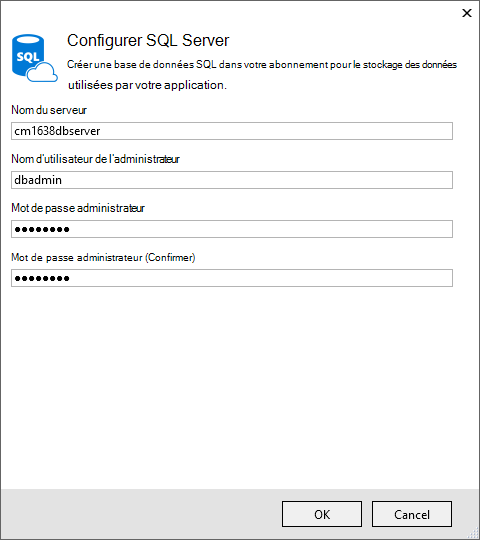 SQL
Configurer SQL Server
Créer une base de données SQL dans votre abonnement pour le stockage des données
utilisées par votre application.
Nom du serveur
cm1638dbserver
Nom d'utilisateur de l'administrateur
dbadmin
Mot de passe administrateur
●●●●●●●●
Mot de passe administrateur (Confirmer)
●●●●●●●●
OK Cancel